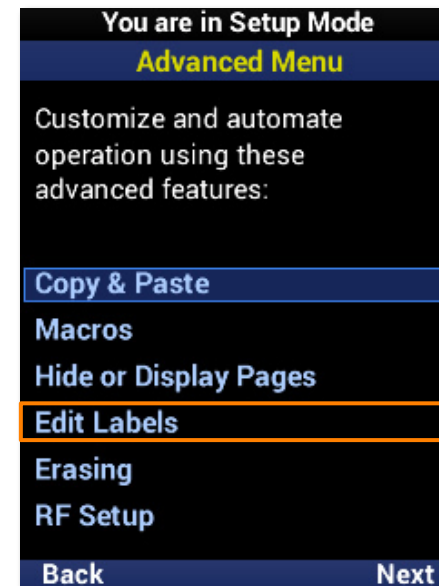 You are in Setup Mode
Advanced Menu
Customize and automate
operation using these
advanced features:
Copy & Paste
Macros
Hide or Display Pages
Edit Labels
Erasing
RF Setup
Back Next